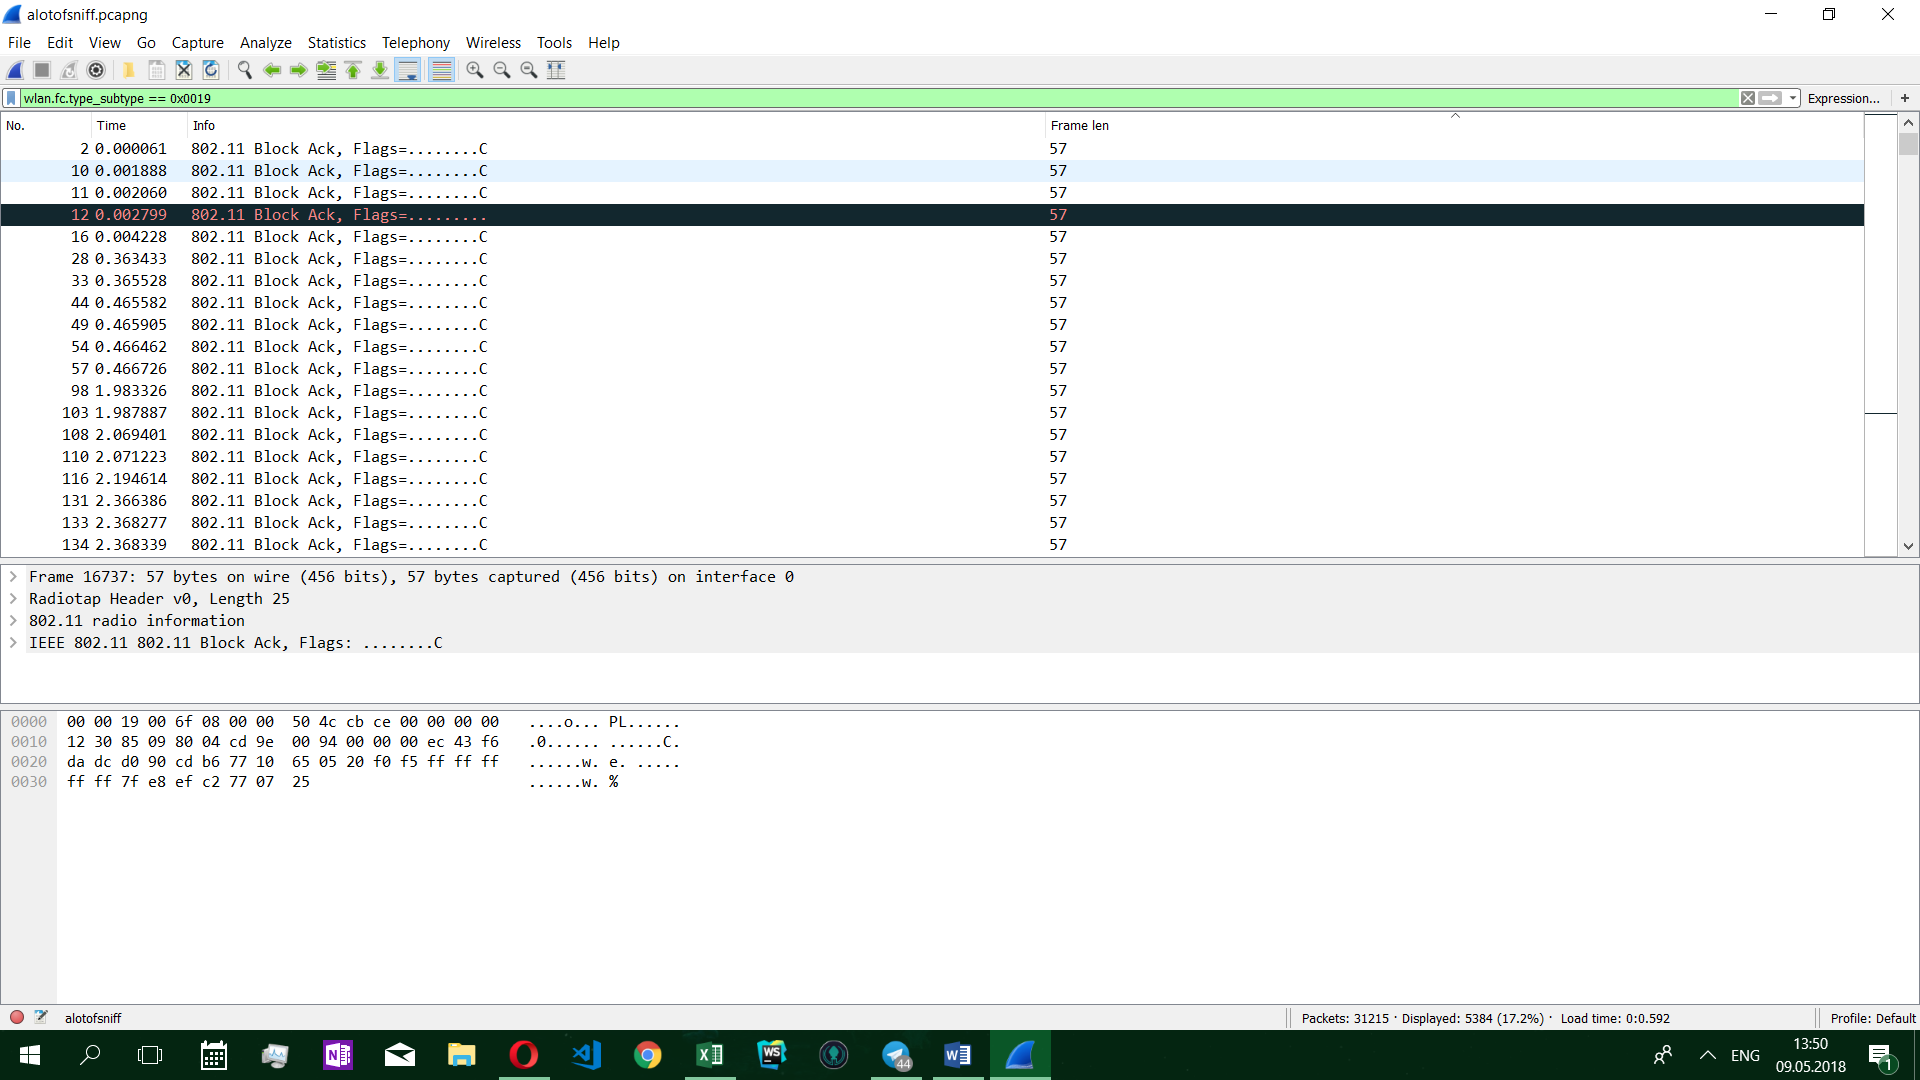 alotofsniff.pcapng
File Edit View Go Capture Analyze Statistics Telephony Wireless Tools Help
wlan.fc.type_subtype == 0x0019 Expression... +
No. Time Info Frame len
2 0.000061 802.11 Block Ack, Flags=........C 57
10 0.001888 802.11 Block Ack, Flags=........C 57
11 0.002060 802.11 Block Ack, Flags=........C 57
12 0.002799 802.11 Block Ack, Flags=......... 57
16 0.004228 802.11 Block Ack, Flags=........C 57
28 0.363433 802.11 Block Ack, Flags=........C 57
33 0.365528 802.11 Block Ack, Flags=........C 57
44 0.465582 802.11 Block Ack, Flags=........C 57
49 0.465905 802.11 Block Ack, Flags=........C 57
54 0.466462 802.11 Block Ack, Flags=........C 57
57 0.466726 802.11 Block Ack, Flags=........C 57
98 1.983326 802.11 Block Ack, Flags=........C 57
103 1.987887 802.11 Block Ack, Flags=........C 57
108 2.069401 802.11 Block Ack, Flags=........C 57
110 2.071223 802.11 Block Ack, Flags=........C 57
116 2.194614 802.11 Block Ack, Flags=........C 57
131 2.366386 802.11 Block Ack, Flags=........C 57
133 2.368277 802.11 Block Ack, Flags=........C 57
134 2.368339 802.11 Block Ack, Flags=........C 57
Frame 16737: 57 bytes on wire (456 bits), 57 bytes captured (456 bits) on interface 0
Radiotap Header v0, Length 25
802.11 radio information
IEEE 802.11 802.11 Block Ack, Flags: ........C
0000 00 00 19 00 6f 08 00 00 50 4c cb ce 00 00 00 00 ....o... PL......
0010 12 30 85 09 80 04 cd 9e 00 94 00 00 00 ec 43 f6 .0...... ......C.
0020 da dc d0 90 cd b6 77 10 65 05 20 f0 f5 ff ff ff ......w. e. .....
0030 ff ff 7f e8 ef c2 77 07 25 ......w. %
alotofsniff Packets: 31215 · Displayed: 5384 (17.2%) · Load time: 0:0.592 Profile: Default
N WS 44 W ENG 13:50
09.05.2018 1